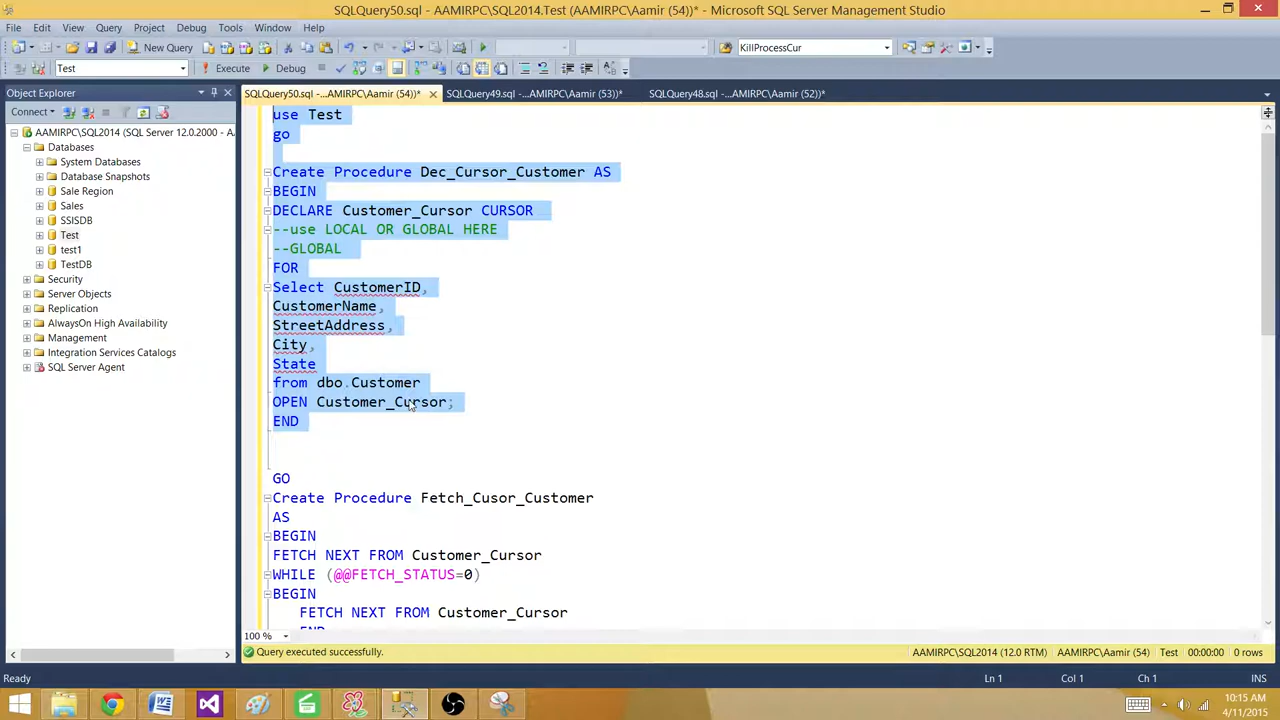 SQLQuery50.sql - AAMIRPC\SQL2014.Test (AAMIRPC\Aamir (54))* - Microsoft SQL Server Management Studio
File Edit View Query Project Debug Tools Window Help
New Query KillProcessCur
Test Execute Debug
Object Explorer
SQLQuery50.sql -...AAMIRPC\Aamir (54))* SQLQuery49.sql -...AAMIRPC\Aamir (53))* SQLQuery48.sql -...AAMIRPC\Aamir (52))*
Connect
AAMIRPC\SQL2014 (SQL Server 12.0.2000 - A
Databases
System Databases
Database Snapshots
Sale Region
Sales
SSISDB
Test
test1
TestDB
Security
Server Objects
Replication
AlwaysOn High Availability
Management
Integration Services Catalogs
SQL Server Agent
use Test
go
Create Procedure Dec_Cursor_Customer AS
BEGIN
DECLARE Customer_Cursor CURSOR
--use LOCAL OR GLOBAL HERE
--GLOBAL
FOR
Select CustomerID,
CustomerName,
StreetAddress,
City,
State
from dbo.Customer
OPEN Customer_Cursor;
END
GO
Create Procedure Fetch_Cusor_Customer
AS
BEGIN
FETCH NEXT FROM Customer_Cursor
WHILE (@@FETCH_STATUS=0)
BEGIN
FETCH NEXT FROM Customer_Cursor
END
100 %
Query executed successfully. AAMIRPC\SQL2014 (12.0 RTM) AAMIRPC\Aamir (54) Test 00:00:00 0 rows
Ready Ln 1 Col 1 Ch 1 INS
10:15 AM
4/11/2015